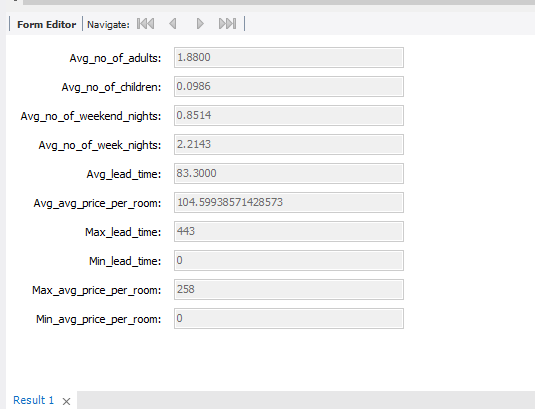 Form Editor Navigate:
Avg_no_of_adults: 1.8800
Avg_no_of_children: 0.0986
Avg_no_of_weekend_nights: 0.8514
Avg_no_of_week_nights: 2.2143
Avg_lead_time: 83.3000
Avg_avg_price_per_room: 104.59938571428573
Max_lead_time: 443
Min_lead_time: 0
Max_avg_price_per_room: 258
Min_avg_price_per_room: 0
Result 1